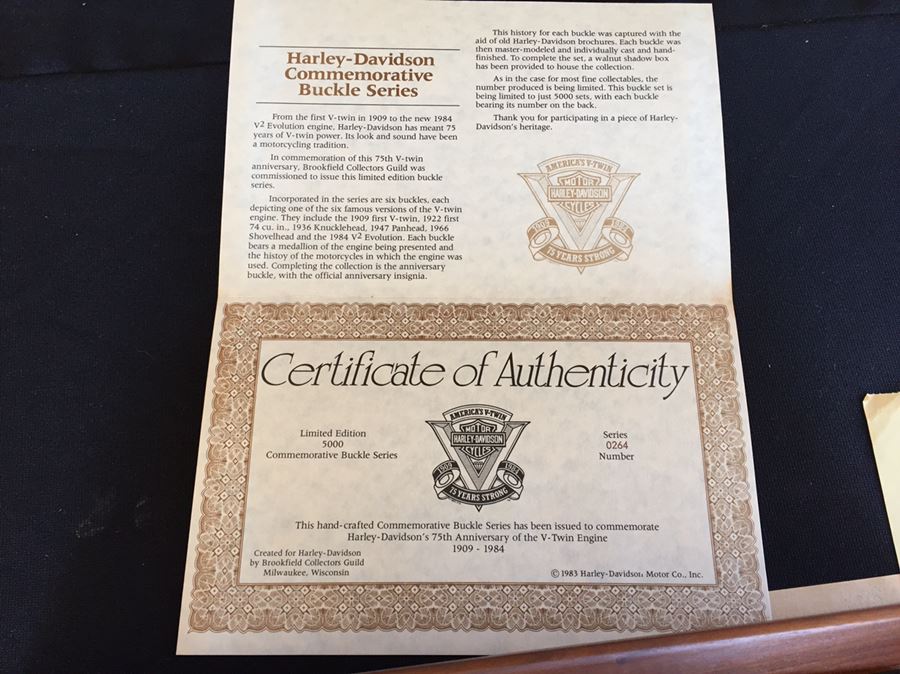 Harley-Davidson
Commemorative
Buckle Series
From the first V-twin in 1909 to the new 1984
V2 Evolution engine, Harley-Davidson has meant 75
years of V-twin power. Its look and sound have been
a motorcycling tradition.
In commemoration of this 75th V-twin
anniversary, Brookfield Collectors Guild was
commissioned to issue this limited edition buckle
series.
Incorporated in the series are six buckles, each
depicting one of the six famous versions of the V-twin
engine. They include the 1909 first V-twin, 1922 first
74 cu. in., 1936 Knucklehead, 1947 Panhead, 1966
Shovelhead and the 1984 V2 Evolution. Each buckle
bears a medallion of the engine being presented and
the histoy of the motorcycles in which the engine was
used. Completing the collection is the anniversary
buckle, with the official anniversary insignia.
This history for each buckle was captured with the
aid of old Harley-Davidson brochures. Each buckle was
then master-modeled and individually cast and hand-
finished. To complete the set, a walnut shadow box
has been provided to house the collection.
As in the case for most fine collectables, the
number produced is being limited. This buckle set is
being limited to just 5000 sets, with each buckle
bearing its number on the back.
Thank you for participating in a piece of Harley-
Davidson's heritage.
AMERICA'S V-TWIN
MOTOR
HARLEY-DAVIDSON
CYCLES
1909 1984
75 YEARS STRONG
Certificate of Authenticity
Limited Edition
5000
Commemorative Buckle Series
AMERICA'S V-TWIN
MOTOR
HARLEY-DAVIDSON
CYCLES
1909 1984
75 YEARS STRONG
Series
0264
Number
This hand-crafted Commemorative Buckle Series has been issued to commemorate
Harley-Davidson's 75th Anniversary of the V-Twin Engine
1909 - 1984
Created for Harley-Davidson
by Brookfield Collectors Guild
Milwaukee, Wisconsin
© 1983 Harley-Davidson Motor Co., Inc.